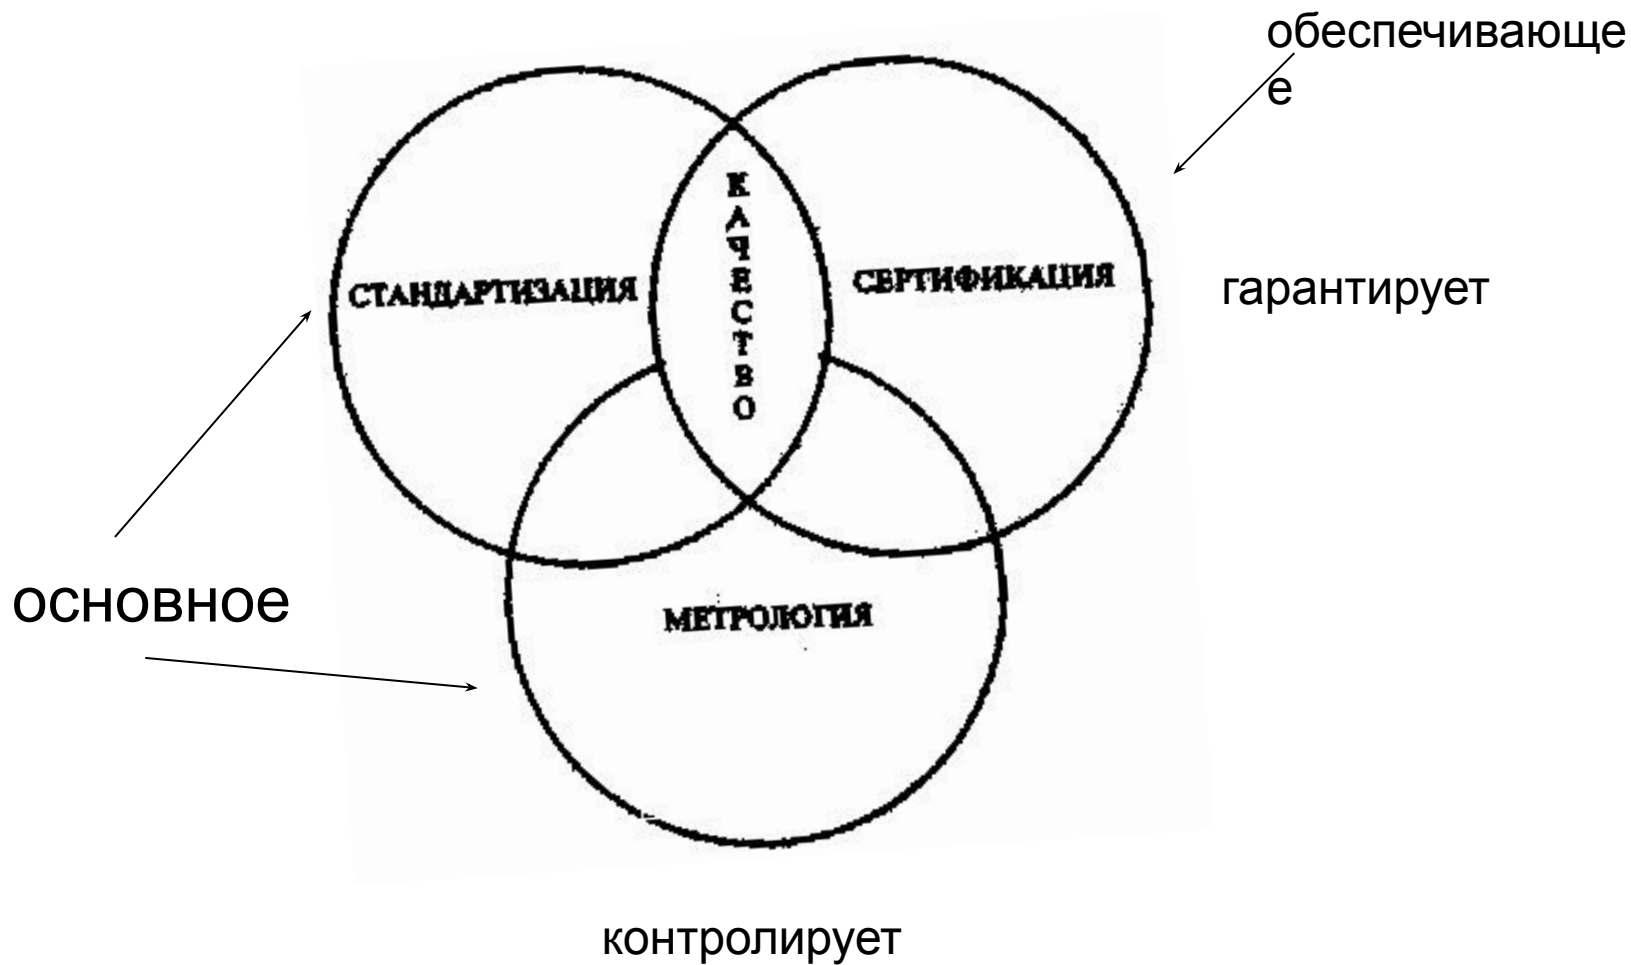 обеспечивающе
е
К
А
Ч
Е
С
Т
В
О
СТАНДАРТИЗАЦИЯ
СЕРТИФИКАЦИЯ
гарантирует
основное
МЕТРОЛОГИЯ
контролирует